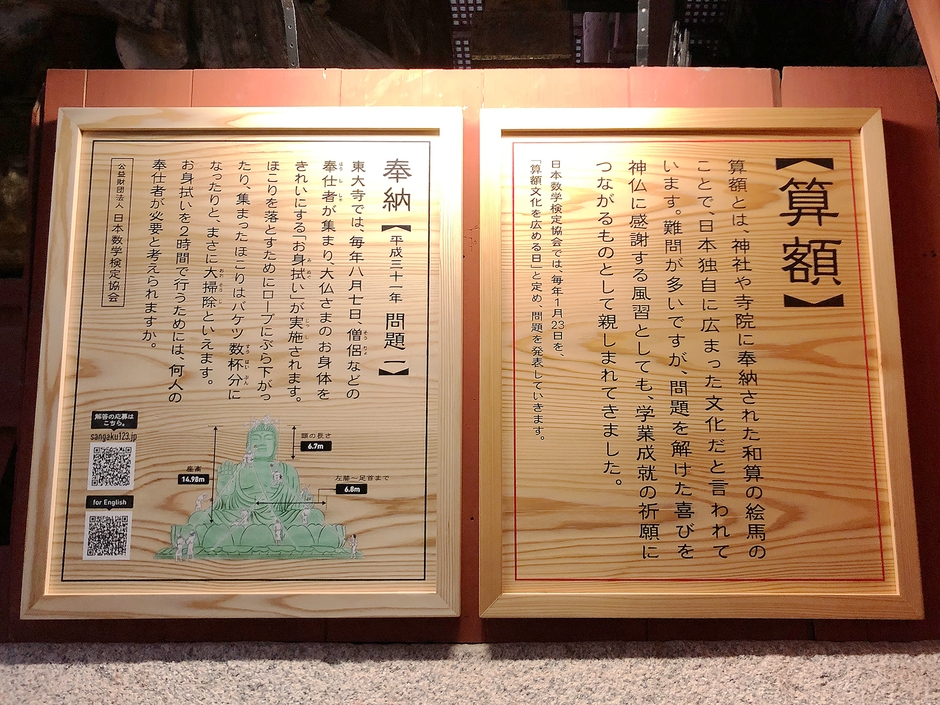 【算額】
算額とは、神社や寺院に奉納された和算の絵馬の
ことで、日本独自に広まった文化だと言われて
います。難問が多いですが、問題を解けた喜びを
神仏に感謝する風習としても、学業成就の祈願に
つながるものとして親しまれてきました。
日本数学検定協会では、毎年1月23日を、
「算額文化を広める日」と定め、問題を発表しています。
奉納【平成三十一年 問題一】
東大寺では、毎年八月七日、僧侶などの
奉仕者が集まり、大仏さまのお身体を
きれいにする「お身拭い」が実施されます。
ほこりを落とすためにロープにぶら下がっ
たり、集まったほこりはバケツ数杯分に
なったりと、まさに大掃除といえます。
お身拭いを2時間で行うためには、何人の
奉仕者が必要と考えられますか。
公益財団法人 日本数学検定協会
解答の応募は
こちら。
sangaku123.jp
for English
頭の長さ
6.7m
座高
14.98m
左膝〜足首まで
6.8m